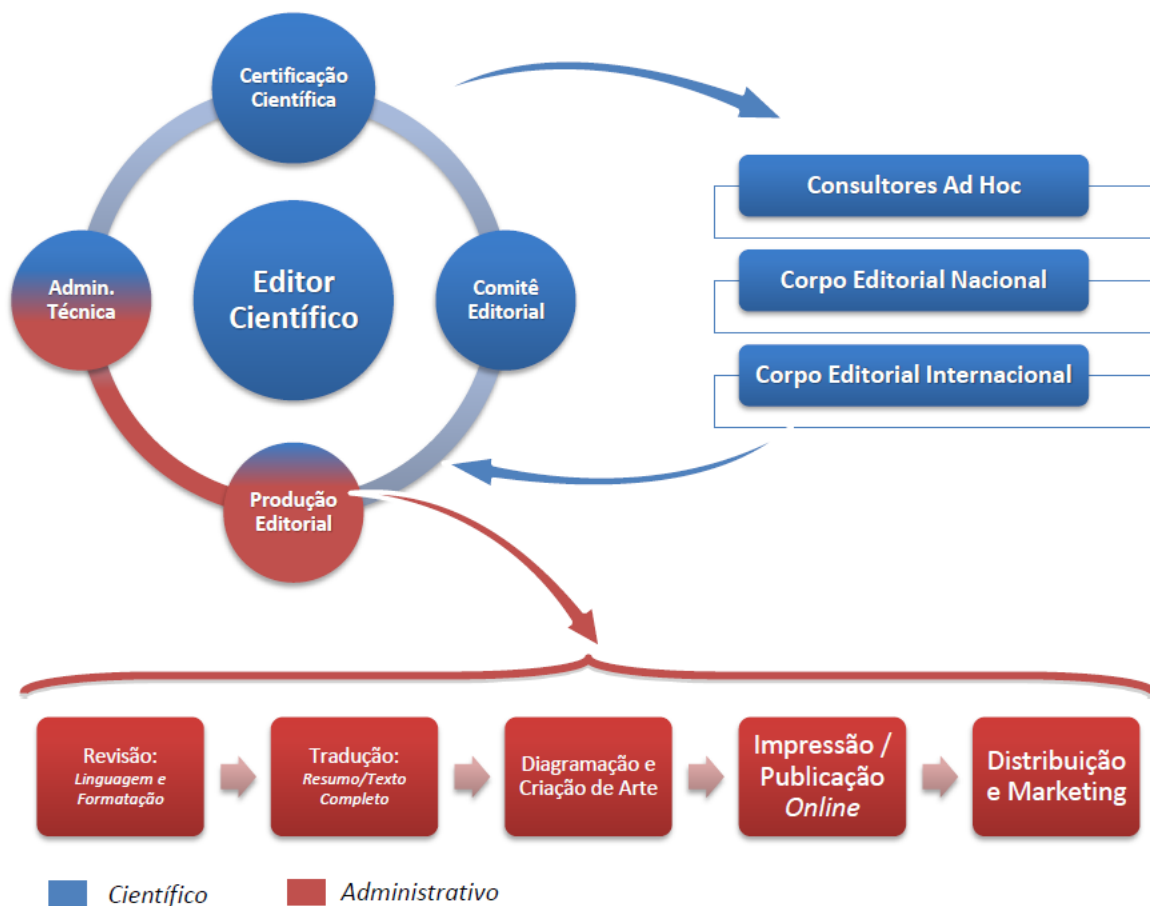 Certificação
Científica
Consultores Ad Hoc
Admin.
Técnica
Editor
Científico
Comitê
Editorial
Corpo Editorial Nacional
Corpo Editorial Internacional
Produção
Editorial
Revisão:
Linguagem e
Formatação
Tradução:
Resumo/Texto
Completo
Diagramação e
Criação de Arte
Impressão /
Publicação
Online
Distribuição
e Marketing
Científico
Administrativo